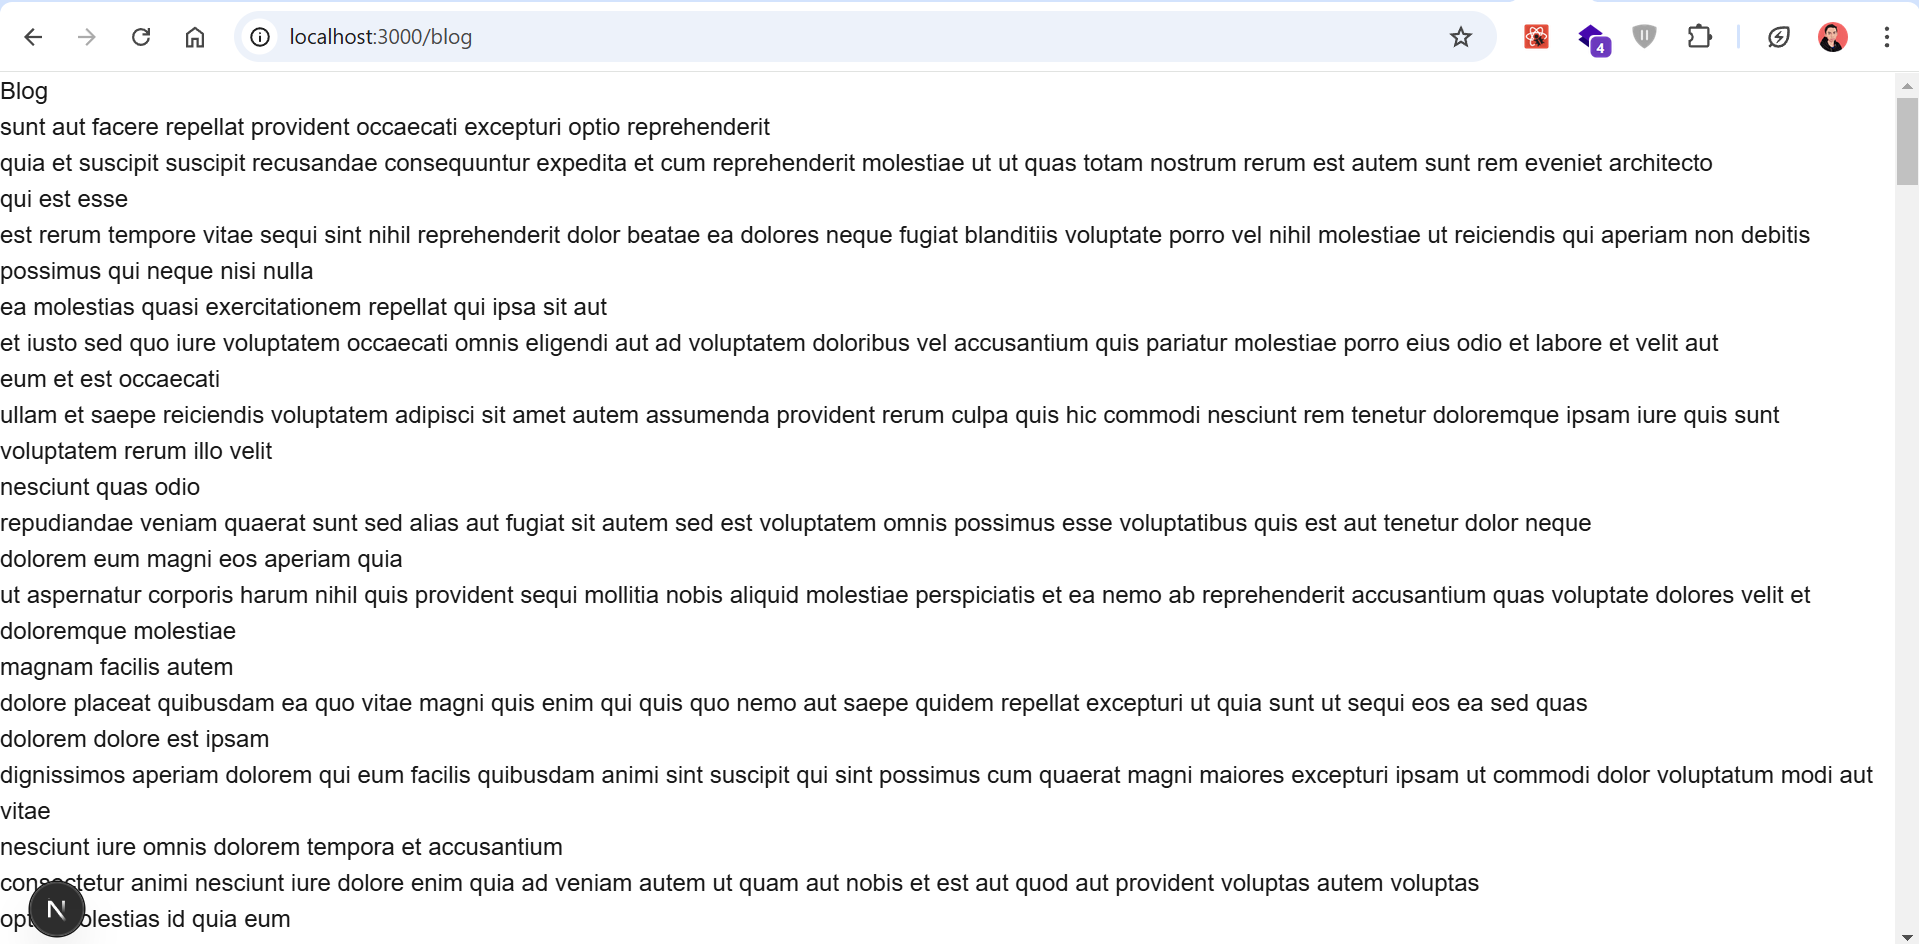 localhost:3000/blog
4
Blog
sunt aut facere repellat provident occaecati excepturi optio reprehenderit
quia et suscipit suscipit recusandae consequuntur expedita et cum reprehenderit molestiae ut ut quas totam nostrum rerum est autem sunt rem eveniet architecto
qui est esse
est rerum tempore vitae sequi sint nihil reprehenderit dolor beatae ea dolores neque fugiat blanditiis voluptate porro vel nihil molestiae ut reiciendis qui aperiam non debitis
possimus qui neque nisi nulla
ea molestias quasi exercitationem repellat qui ipsa sit aut
et iusto sed quo iure voluptatem occaecati omnis eligendi aut ad voluptatem doloribus vel accusantium quis pariatur molestiae porro eius odio et labore et velit aut
eum et est occaecati
ullam et saepe reiciendis voluptatem adipisci sit amet autem assumenda provident rerum culpa quis hic commodi nesciunt rem tenetur doloremque ipsam iure quis sunt
voluptatem rerum illo velit
nesciunt quas odio
repudiandae veniam quaerat sunt sed alias aut fugiat sit autem sed est voluptatem omnis possimus esse voluptatibus quis est aut tenetur dolor neque
dolorem eum magni eos aperiam quia
ut aspernatur corporis harum nihil quis provident sequi mollitia nobis aliquid molestiae perspiciatis et ea nemo ab reprehenderit accusantium quas voluptate dolores velit et
doloremque molestiae
magnam facilis autem
dolore placeat quibusdam ea quo vitae magni quis enim qui quis quo nemo aut saepe quidem repellat excepturi ut quia sunt ut sequi eos ea sed quas
dolorem dolore est ipsam
dignissimos aperiam dolorem qui eum facilis quibusdam animi sint suscipit qui sint possimus cum quaerat magni maiores excepturi ipsam ut commodi dolor voluptatum modi aut
vitae
nesciunt iure omnis dolorem tempora et accusantium
consectetur animi nesciunt iure dolore enim quia ad veniam autem ut quam aut nobis et est aut quod aut provident voluptas autem voluptas
id quia eum
N